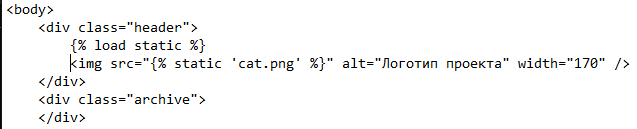 <body>
<div class="header">
{% load static %}
<img src="{% static 'cat.png' %}" alt="Логотип проекта" width="170" />
</div>
<div class="archive">
</div>